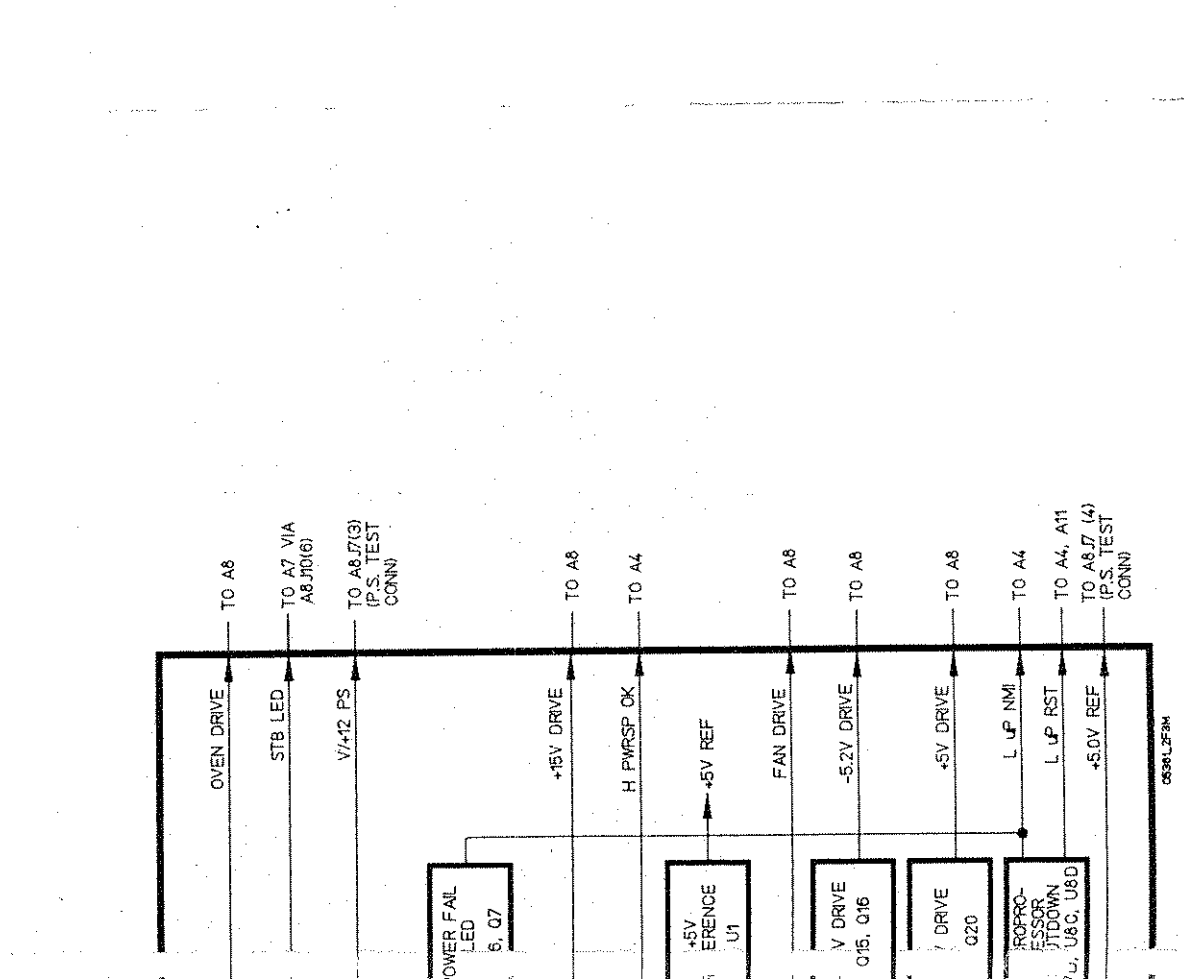 TO A8
TO A7 VIA
A8J10(6)
TO A8J7(3)
(P.S. TEST
CONN)
TO A8
TO A4
TO A8
TO A8
TO A8
TO A4
TO A4, A11
TO A8J7 (4)
(P.S. TEST
CONN)
OVEN DRIVE
STB LED
V/+12 PS
+15V DRIVE
H PWRSP OK
+5V REF
FAN DRIVE
-5.2V DRIVE
+5V DRIVE
L uP NMI
L uP RST
+5.0V REF
OWER FAIL
LED
6, Q7
+5V
ERENCE
U1
V DRIVE
Q15, Q16
DRIVE
Q20
ROPRO-
ESSOR
UTDOWN
U8C, U8D